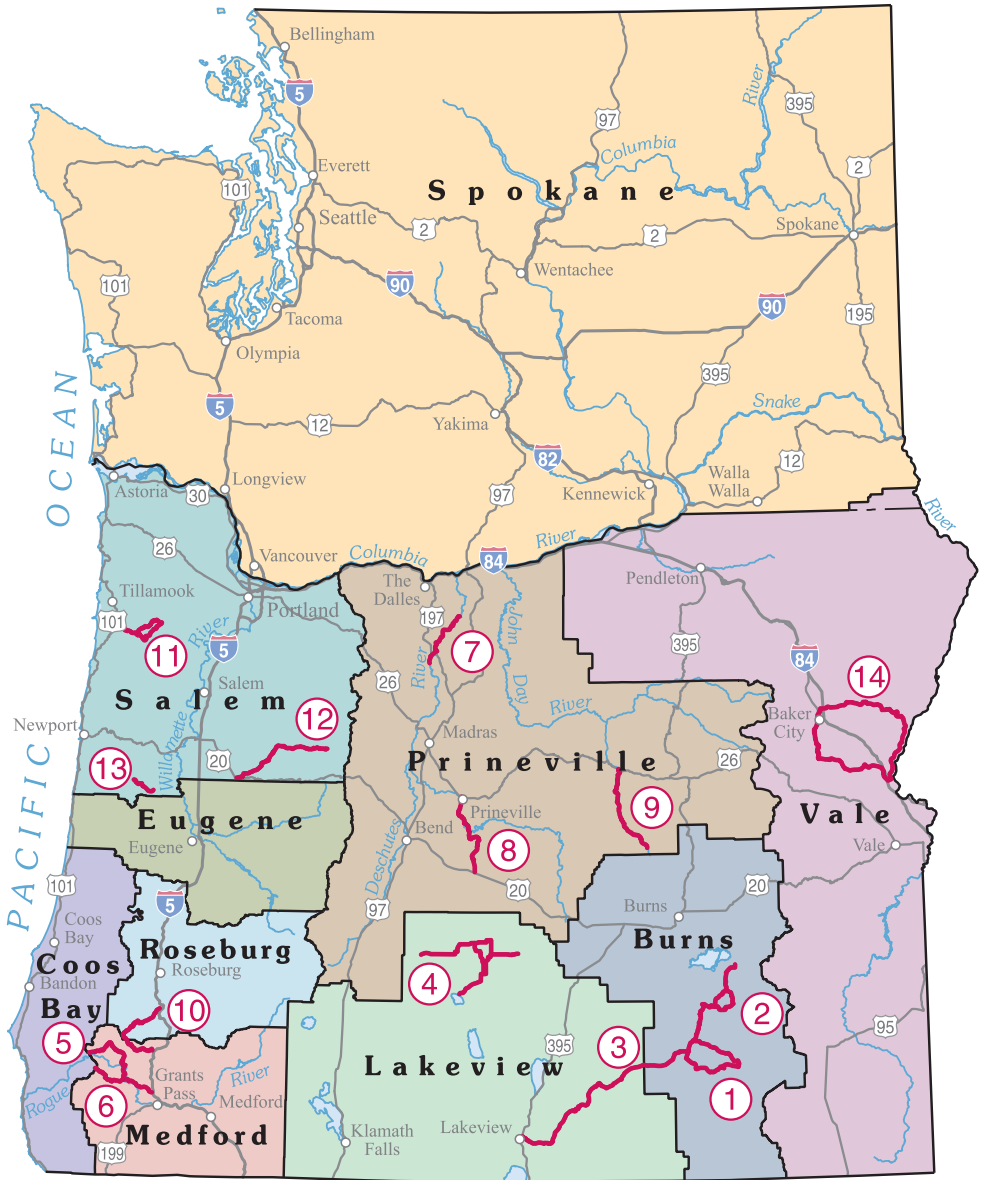 Bellingham
5
395
River
97
Columbia
2
Everett
101
Spokane
Seattle
2
2
Spokane
Wentachee
101
90
90
195
Tacoma
Olympia
395
OCEAN
5
Snake
12
Yakima
82
12
Walla
Walla
Longview
Kennewick
97
Astoria
30
River
River
26
Vancouver
Columbia
84
The
Dalles
Pendleton
Tillamook
Portland
197
John
101
River
5
7
395
11
River
84
14
Salem
26
Day
Salem
12
River
Baker
City
Newport
Willamette
Madras
20
Prineville
26
13
9
Prineville
Vale
Eugene
Bend
Eugene
8
Vale
Deschutes
PACIFIC
101
5
20
20
97
Burns
Coos
Bay
Roseburg
Burns
Coos
Roseburg
4
Bandon
Bay
10
2
5
3
395
95
Lakeview
Grants
Pass
River
1
Rogue
6
Medford
Lakeview
Klamath
Falls
Medford
199